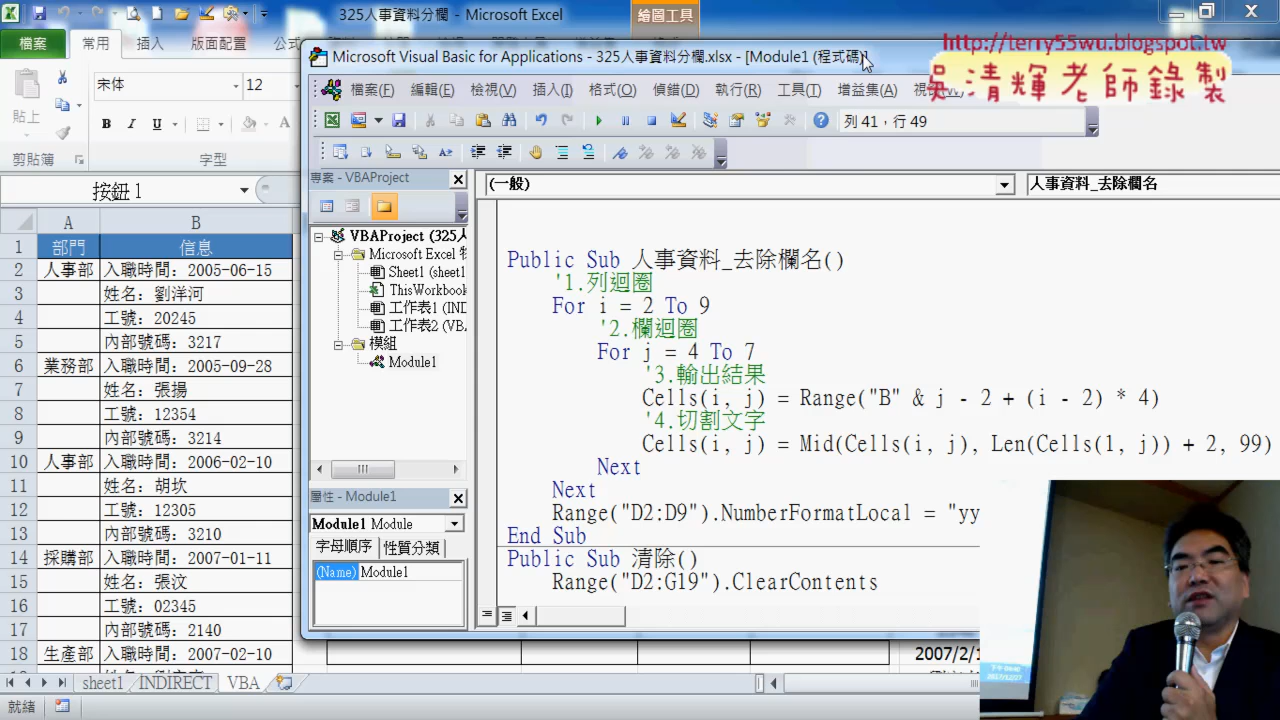 325人事資料分欄 - Microsoft Excel
繪圖工具
檔案 常用 插入 版面配置 公式
宋体 12
貼上
剪貼簿 字型
按鈕 1
http://terry55wu.blogspot.tw
吳清輝老師錄製
Microsoft Visual Basic for Applications - 325人事資料分欄.xlsx - [Module1 (程式碼)]
檔案(F) 編輯(E) 檢視(V) 插入(I) 格式(O) 偵錯(D) 執行(R) 工具(T) 增益集(A)
列 41，行 49
專案 - VBAProject
VBAProject (325人
Microsoft Excel
Sheet1 (sheet1
ThisWorkbook
工作表1 (IND
工作表2 (VB
模組
Module1
屬性 - Module1
Module1 Module
字母順序 性質分類
(Name) Module1
(一般) 人事資料_去除欄名
Public Sub 人事資料_去除欄名()
'1.列迴圈
For i = 2 To 9
'2.欄迴圈
For j = 4 To 7
'3.輸出結果
Cells(i, j) = Range("B" & j - 2 + (i - 2) * 4)
'4.切割文字
Cells(i, j) = Mid(Cells(i, j), Len(Cells(1, j)) + 2, 99)
Next
Next
Range("D2:D9").NumberFormatLocal = "yy
End Sub
Public Sub 清除()
Range("D2:G19").ClearContents
A B
1 部門 信息
2 人事部 入職時間：2005-06-15
3 姓名：劉洋河
4 工號：20245
5 內部號碼：3217
6 業務部 入職時間：2005-09-28
7 姓名：張揚
8 工號：12354
9 內部號碼：3214
10 人事部 入職時間：2006-02-10
11 姓名：胡坎
12 工號：12305
13 內部號碼：3210
14 採購部 入職時間：2007-01-11
15 姓名：張汶
16 工號：02345
17 內部號碼：2140
18 生產部 入職時間：2007-02-10
2007/2/1
sheet1 INDIRECT VBA
就緒
2017/12/17